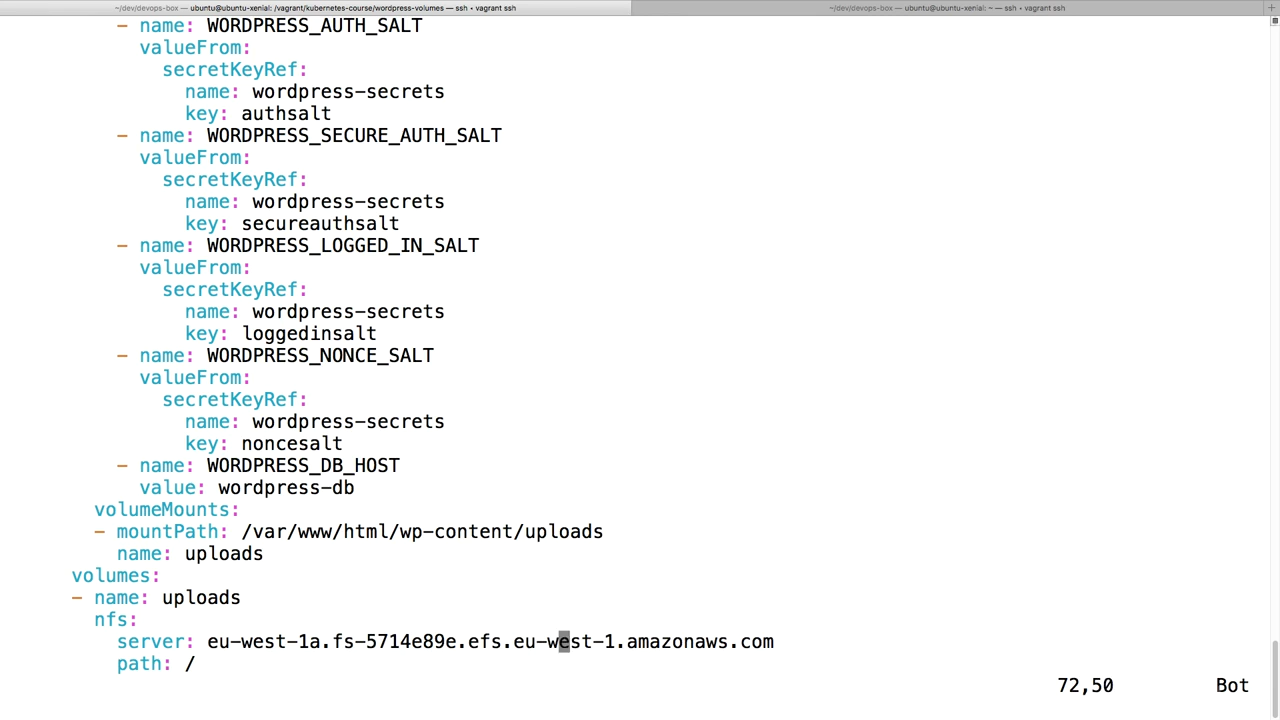 ~/dev/devops-box — ubuntu@ubuntu-xenial: /vagrant/kubernetes-course/wordpress-volumes — ssh • vagrant ssh
~/dev/devops-box — ubuntu@ubuntu-xenial: ~ — ssh • vagrant ssh
+
- name: WORDPRESS_AUTH_SALT
valueFrom:
secretKeyRef:
name: wordpress-secrets
key: authsalt
- name: WORDPRESS_SECURE_AUTH_SALT
valueFrom:
secretKeyRef:
name: wordpress-secrets
key: secureauthsalt
- name: WORDPRESS_LOGGED_IN_SALT
valueFrom:
secretKeyRef:
name: wordpress-secrets
key: loggedinsalt
- name: WORDPRESS_NONCE_SALT
valueFrom:
secretKeyRef:
name: wordpress-secrets
key: noncesalt
- name: WORDPRESS_DB_HOST
value: wordpress-db
volumeMounts:
- mountPath: /var/www/html/wp-content/uploads
name: uploads
volumes:
- name: uploads
nfs:
server: eu-west-1a.fs-5714e89e.efs.eu-west-1.amazonaws.com
path: /
72,50 Bot